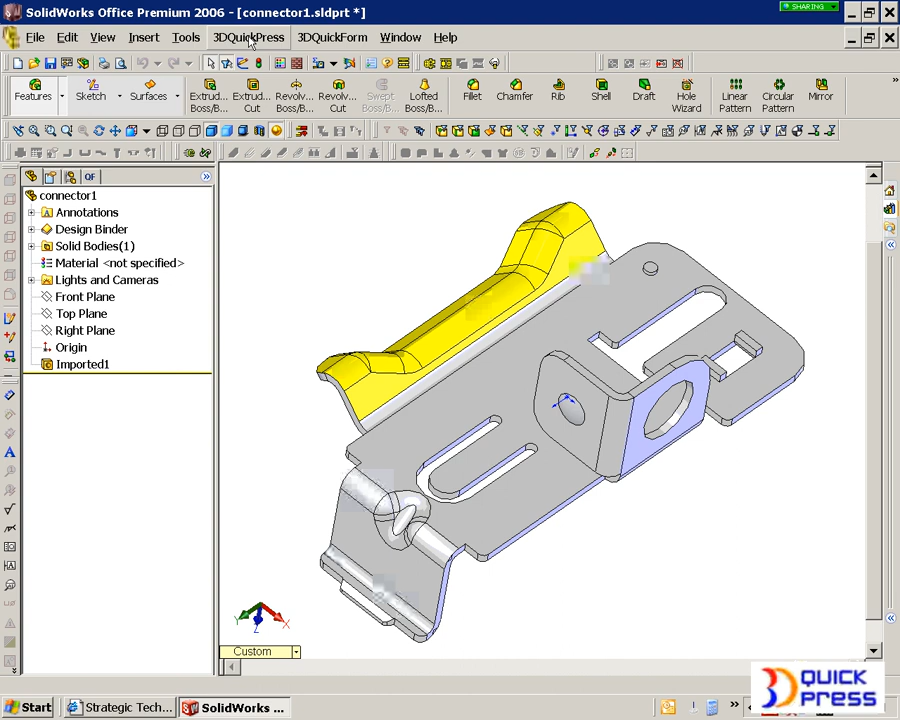 SolidWorks Office Premium 2006 - [connector1.sldprt *]
SHARING
File Edit View Insert Tools 3DQuickPress 3DQuickForm Window Help
Features Sketch Surfaces Extrud... Boss/B... Extrud... Cut Revolv... Boss/B... Revolv... Cut Swept Boss/B... Lofted Boss/B... Fillet Chamfer Rib Shell Draft Hole Wizard Linear Pattern Circular Pattern Mirror
QF
connector1
Annotations
Design Binder
Solid Bodies(1)
Material <not specified>
Lights and Cameras
Front Plane
Top Plane
Right Plane
Origin
Imported1
Y X
Z
Custom
QUICK
PRESS
Start Strategic Tech... SolidWorks ...